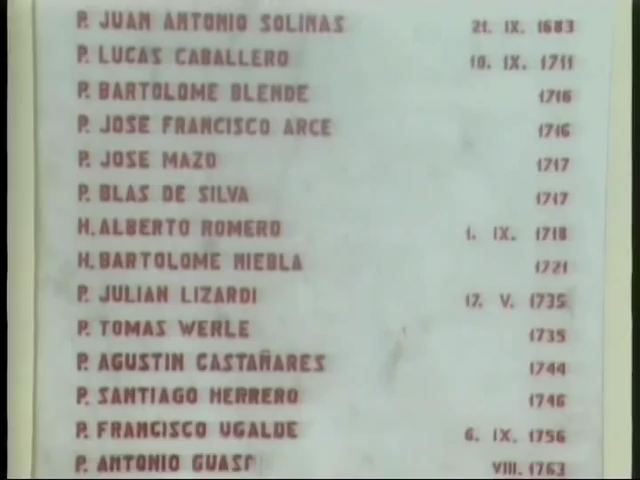 P. JUAN ANTONIO SOLINAS 21. IX. 1683
P. LUCAS CABALLERO 10. IX. 1711
P. BARTOLOME BLENDE 1716
P. JOSE FRANCISCO ARCE 1716
P. JOSE MAZO 1717
P. BLAS DE SILVA 1717
H. ALBERTO ROMERO 1. IX. 1718
H. BARTOLOME NIEBLA 1721
P. JULIAN LIZARDI 17. V. 1735
P. TOMAS WERLE 1735
P. AGUSTIN CASTAÑARES 1744
P. SANTIAGO HERRERO 1746
P. FRANCISCO UGALDE 6. IX. 1756
P. ANTONIO VIII. 1763